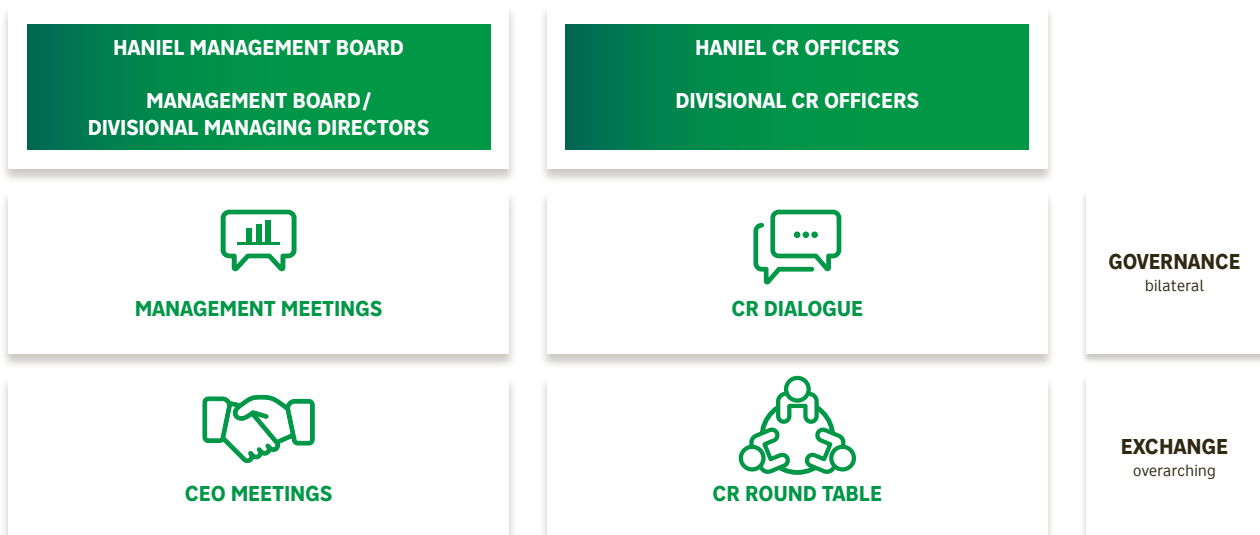 HANIEL MANAGEMENT BOARD
MANAGEMENT BOARD/
DIVISIONAL MANAGING DIRECTORS
HANIEL CR OFFICERS
DIVISIONAL CR OFFICERS
MANAGEMENT MEETINGS
CR DIALOGUE
GOVERNANCE
bilateral
CEO MEETINGS
CR ROUND TABLE
EXCHANGE
overarching